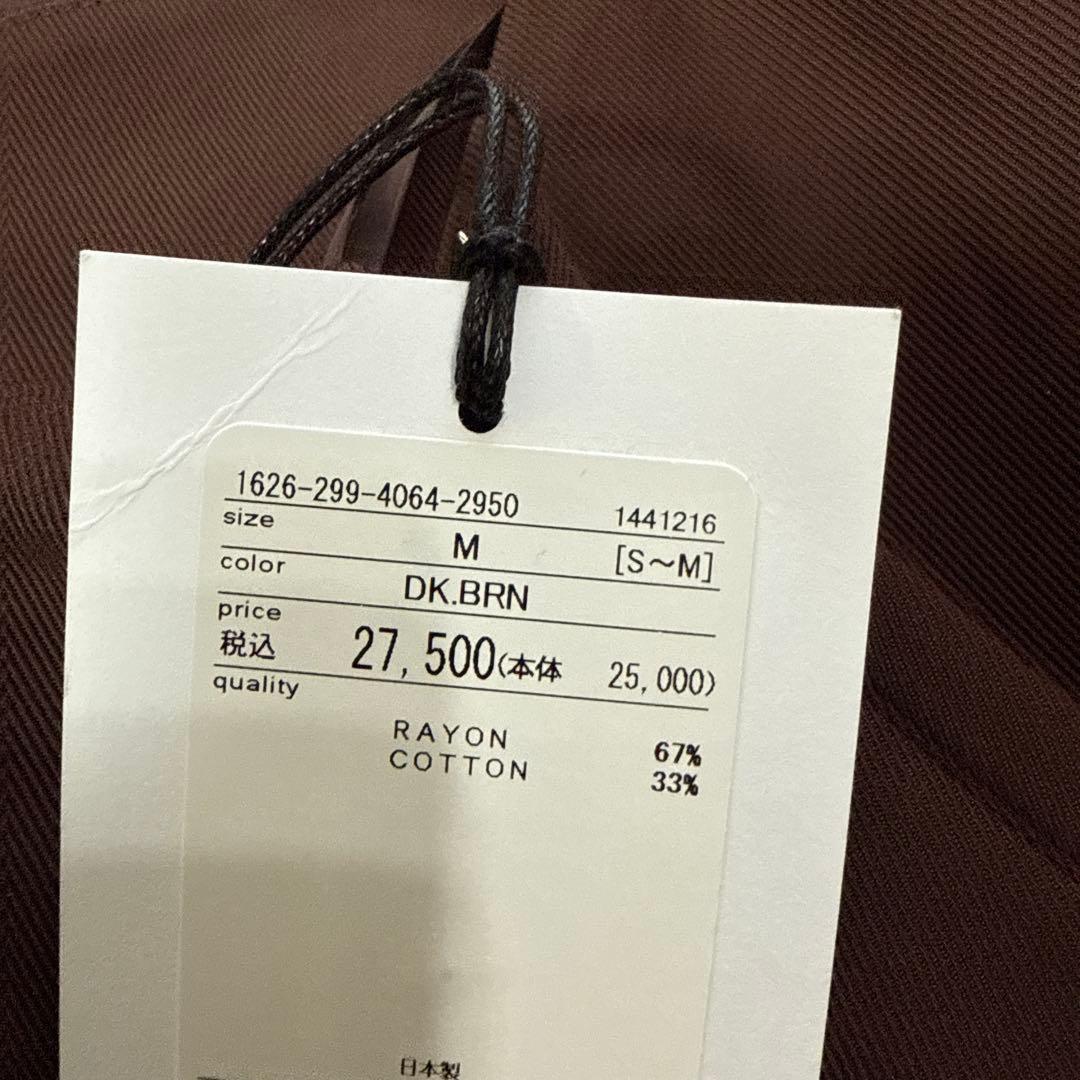 1626-299-4064-2950 1441216
size M [S～M]
color DK.BRN
price
税込 27,500(本体 25,000)
quality
RAYON 67%
COTTON 33%
日本製